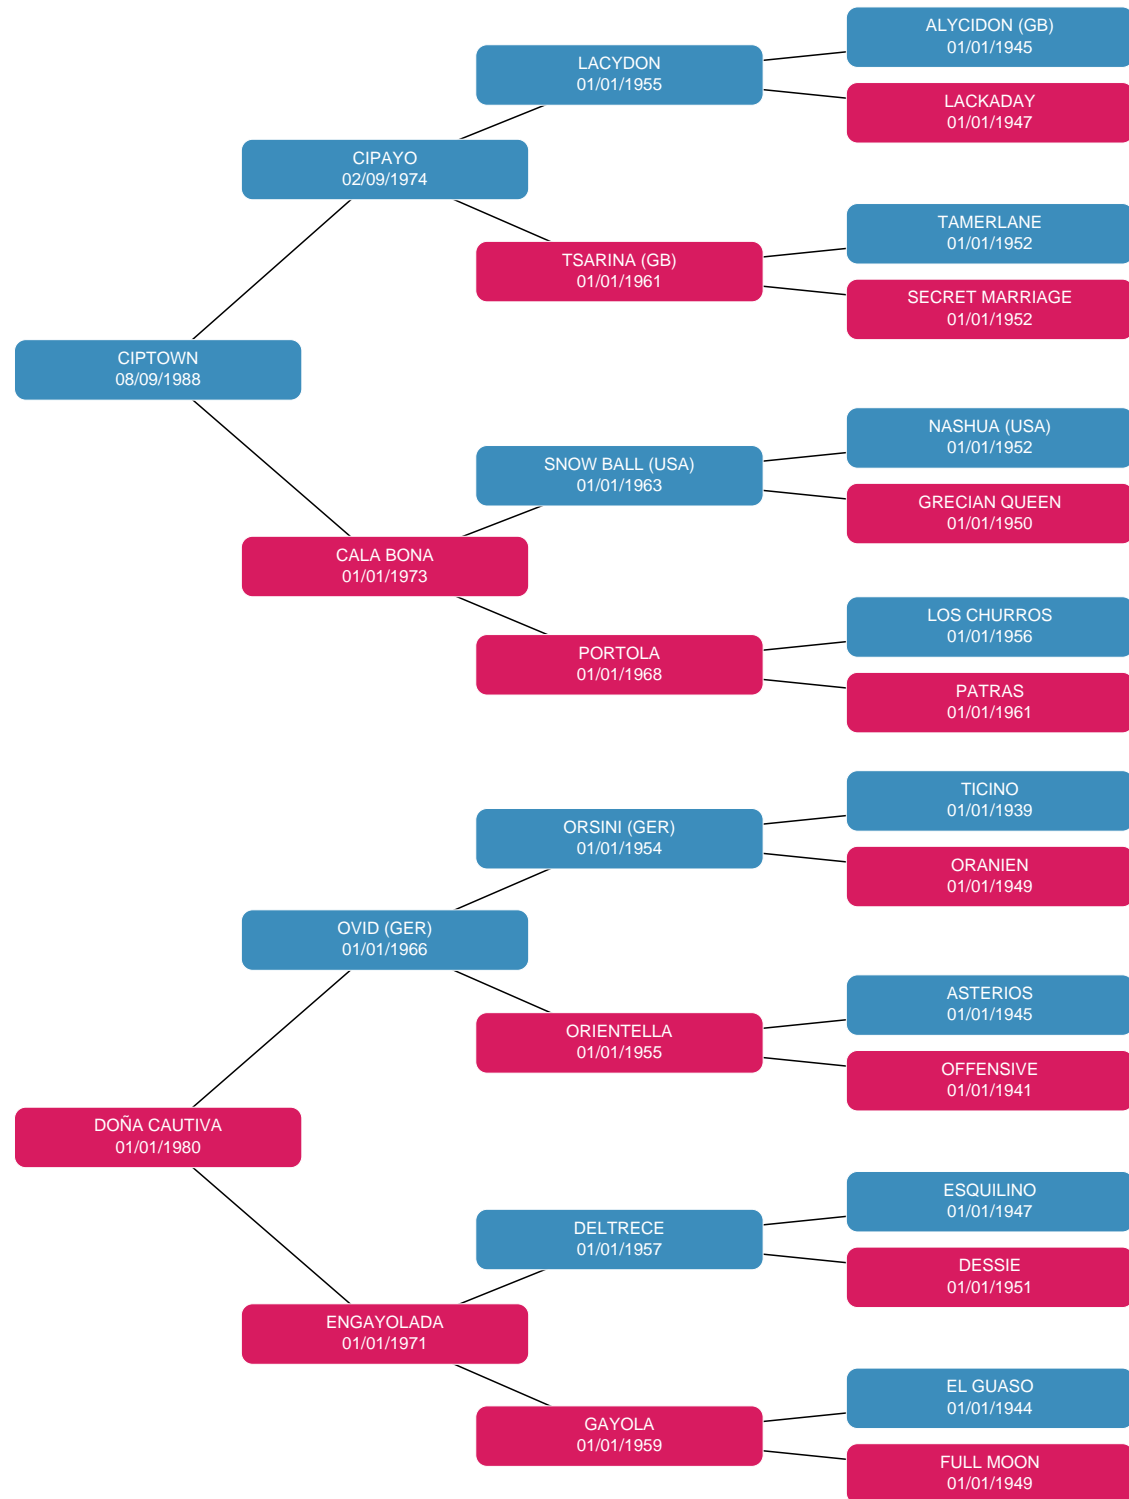 ALYCIDON (GB)
01/01/1945
LACYDON
01/01/1955
LACKADAY
01/01/1947
CIPAYO
02/09/1974
TAMERLANE
01/01/1952
TSARINA (GB)
01/01/1961
SECRET MARRIAGE
01/01/1952
CIPTOWN
08/09/1988
NASHUA (USA)
01/01/1952
SNOW BALL (USA)
01/01/1963
GRECIAN QUEEN
01/01/1950
CALA BONA
01/01/1973
LOS CHURROS
01/01/1956
PORTOLA
01/01/1968
PATRAS
01/01/1961
TICINO
01/01/1939
ORSINI (GER)
01/01/1954
ORANIEN
01/01/1949
OVID (GER)
01/01/1966
ASTERIOS
01/01/1945
ORIENTELLA
01/01/1955
OFFENSIVE
01/01/1941
DOÑA CAUTIVA
01/01/1980
ESQUILINO
01/01/1947
DELTRECE
01/01/1957
DESSIE
01/01/1951
ENGAYOLADA
01/01/1971
EL GUASO
01/01/1944
GAYOLA
01/01/1959
FULL MOON
01/01/1949